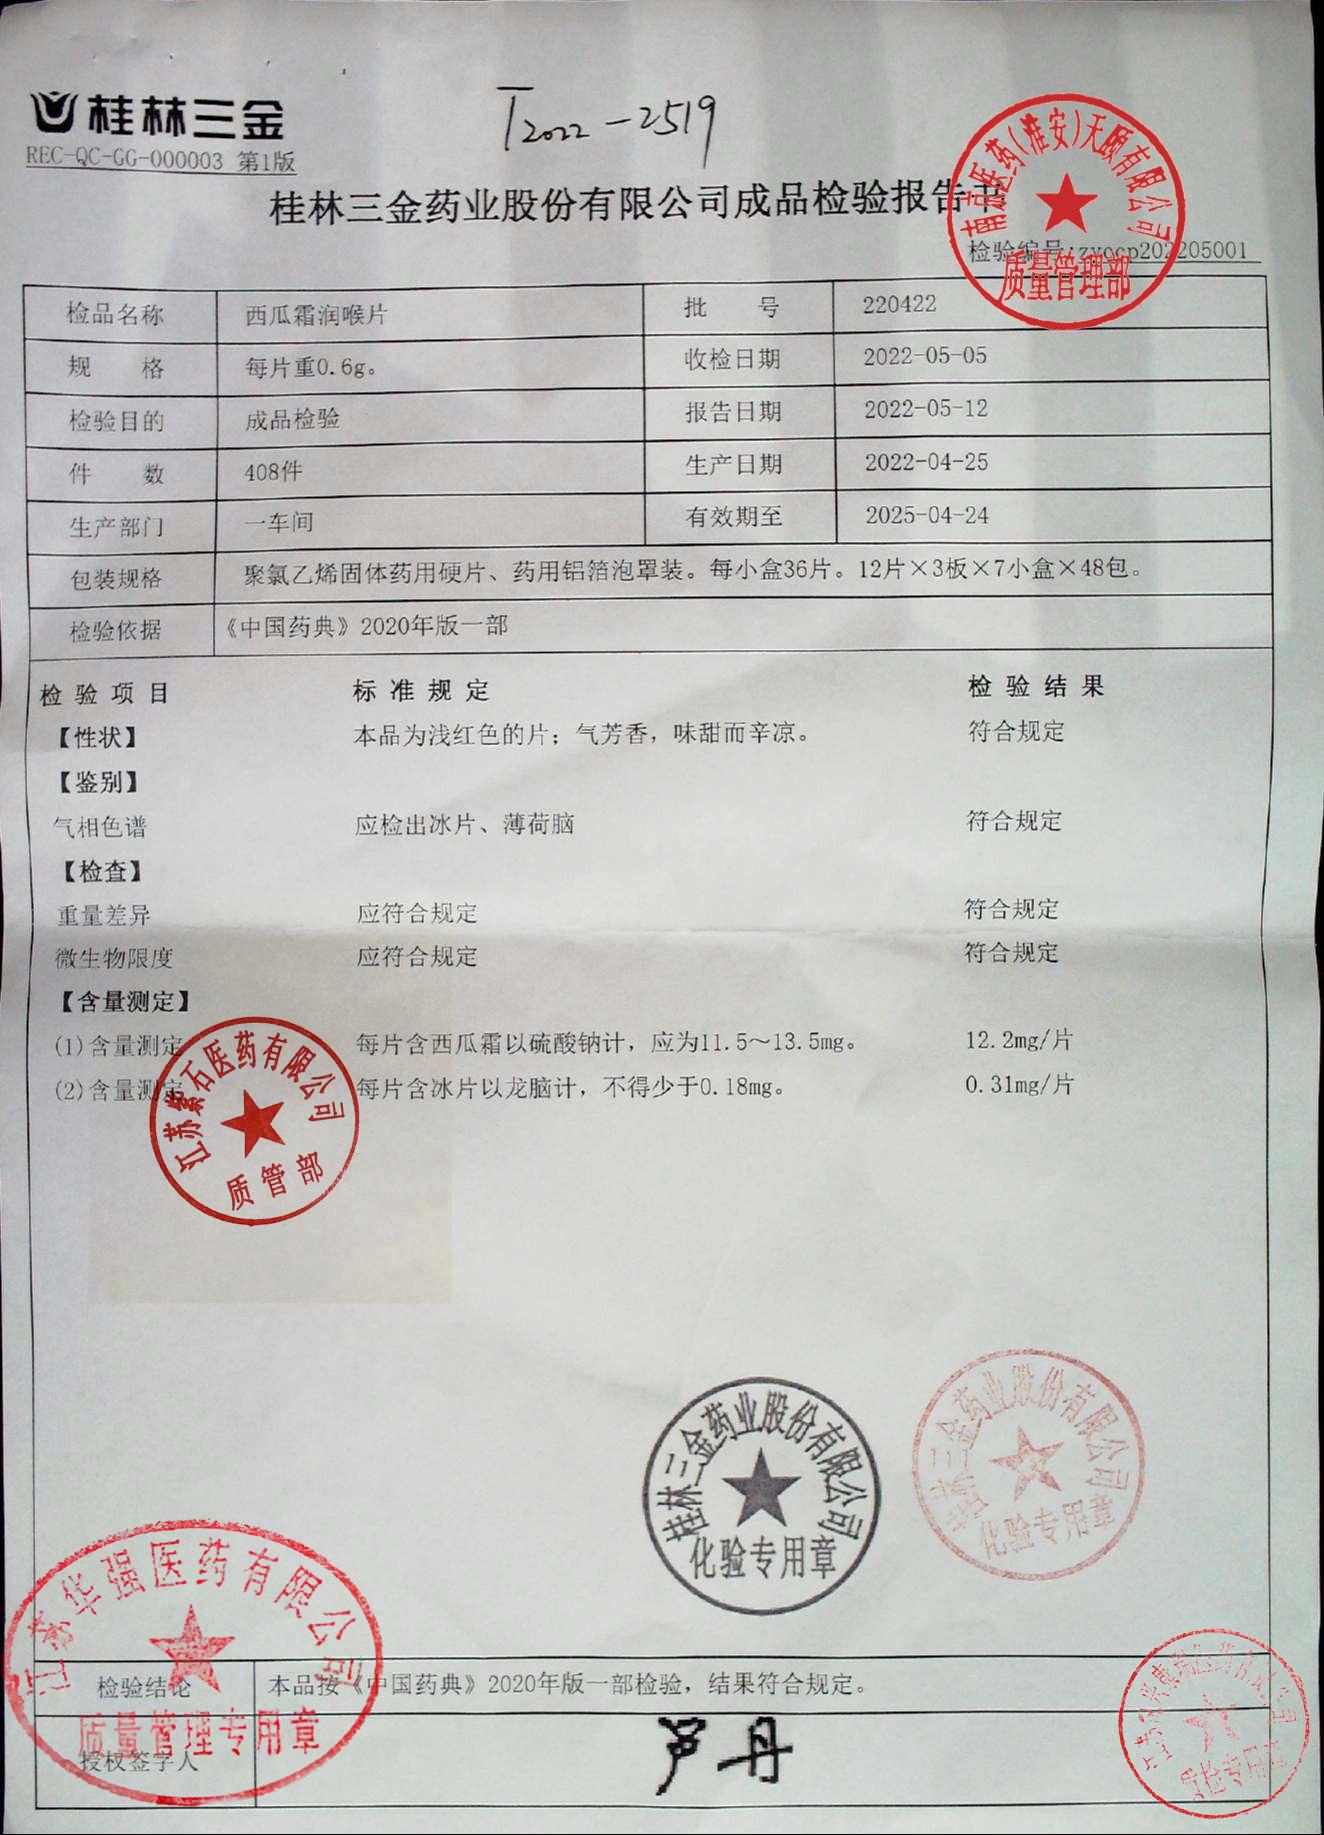 桂林三金
REC-QC-GG-000003 第1版
T2022-2519
桂林三金药业股份有限公司成品检验报告书
检验编号:zyccp202205001
南京医药(淮安)天颐有限公司
质量管理部
检品名称 西瓜霜润喉片 批 号 220422
规 格 每片重0.6g。 收检日期 2022-05-05
检验目的 成品检验 报告日期 2022-05-12
件 数 408件 生产日期 2022-04-25
生产部门 一车间 有效期至 2025-04-24
包装规格 聚氯乙烯固体药用硬片、药用铝箔泡罩装。每小盒36片。12片×3板×7小盒×48包。
检验依据 《中国药典》2020年版一部
检验项目 标准规定 检验结果
【性状】 本品为浅红色的片；气芳香，味甜而辛凉。 符合规定
【鉴别】
气相色谱 应检出冰片、薄荷脑 符合规定
【检查】
重量差异 应符合规定 符合规定
微生物限度 应符合规定 符合规定
【含量测定】
(1)含量测定 每片含西瓜霜以硫酸钠计，应为11.5～13.5mg。 12.2mg/片
(2)含量测定 每片含冰片以龙脑计，不得少于0.18mg。 0.31mg/片
江苏紫石医药有限公司
质管部
桂林三金药业股份有限公司
化验专用章
桂林三金药业股份有限公司
化验专用章
江苏华强医药有限公司
质量管理专用章
检验结论 本品按《中国药典》2020年版一部检验，结果符合规定。
授权签字人 芦丹
质检专用章